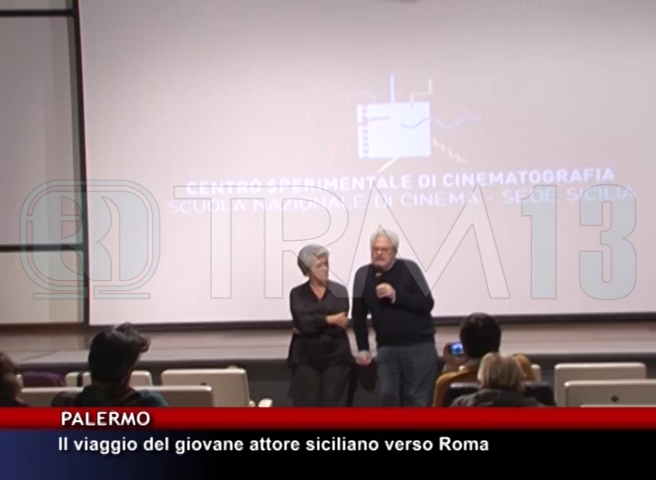 CENTRO SPERIMENTALE DI CINEMATOGRAFIA
SCUOLA NAZIONALE DI CINEMA - SEDE SICILIA
TRM 13
PALERMO
Il viaggio del giovane attore siciliano verso Roma